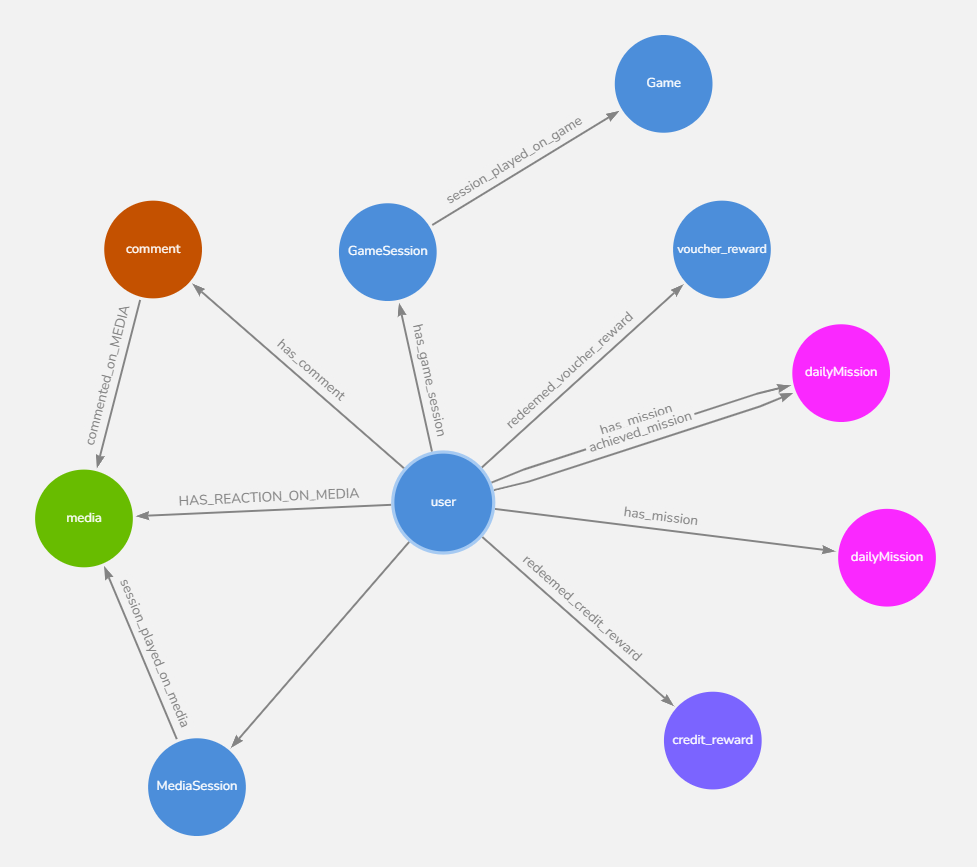 Game
session_played_on_game
comment
GameSession
voucher_reward
commented_on_MEDIA
has_comment
has_game_session
redeemed_voucher_reward
dailyMission
has_mission
achieved_mission
media
HAS_REACTION_ON_MEDIA
user
has_mission
dailyMission
session_played_on_media
redeemed_credit_reward
credit_reward
MediaSession